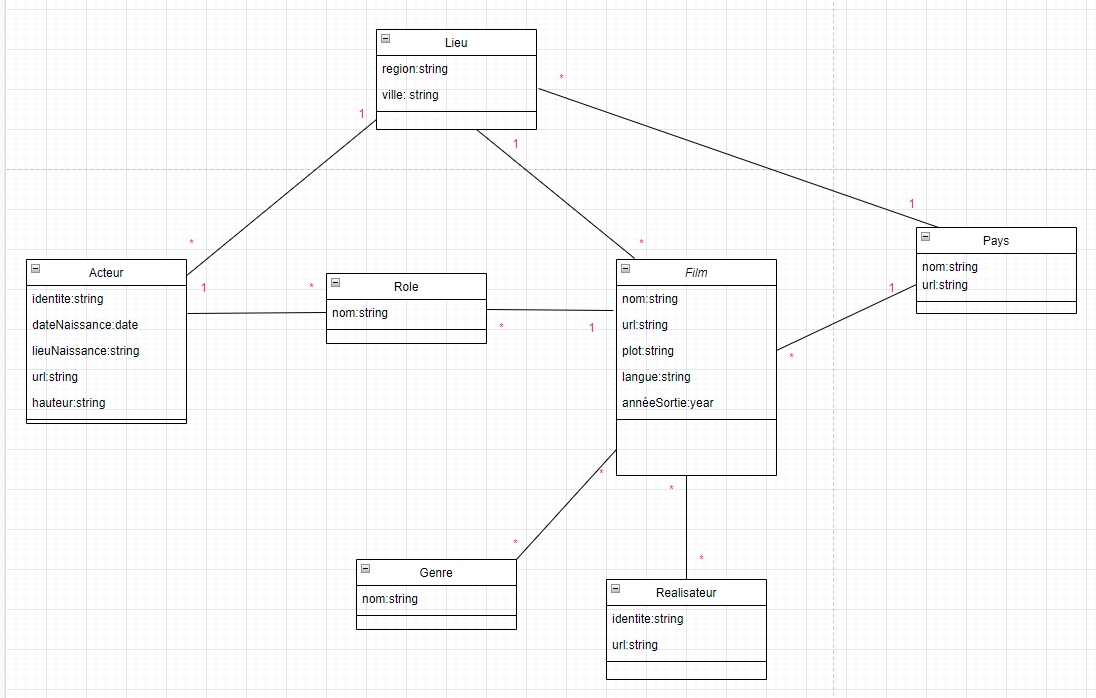 Lieu
region:string
ville: string
*
1
1
1
*
*
Pays
nom:string
url:string
Acteur
identite:string
dateNaissance:date
lieuNaissance:string
url:string
hauteur:string
1
*
Role
nom:string
*
1
Film
nom:string
url:string
plot:string
langue:string
annéeSortie:year
1
*
*
*
*
*
Genre
nom:string
Realisateur
identite:string
url:string